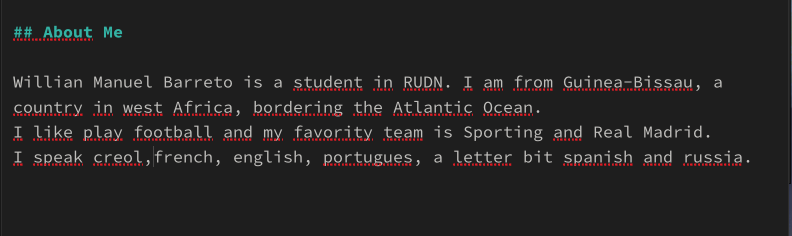 ## About Me
Willian Manuel Barreto is a student in RUDN. I am from Guinea-Bissau, a
country in west Africa, bordering the Atlantic Ocean.
I like play football and my favority team is Sporting and Real Madrid.
I speak creol,french, english, portugues, a letter bit spanish and russia.